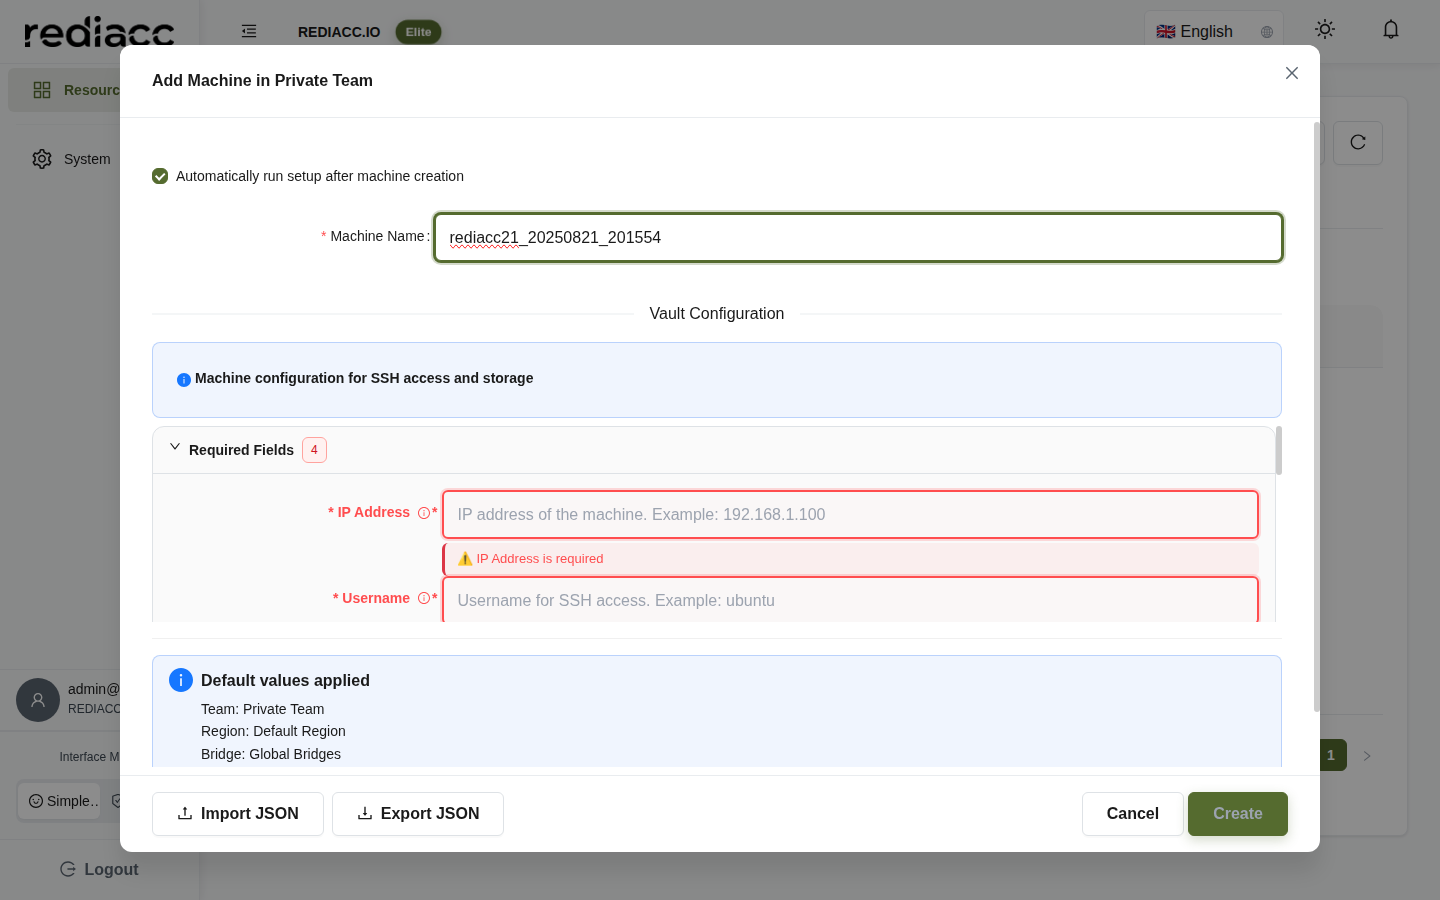 rediacc
REDIACC.IO
Elite
English
Add Machine in Private Team
Resourc
System
Automatically run setup after machine creation
* Machine Name:
rediacc21_20250821_201554
Vault Configuration
Machine configuration for SSH access and storage
Required Fields
4
* IP Address *
IP address of the machine. Example: 192.168.1.100
⚠️ IP Address is required
* Username *
Username for SSH access. Example: ubuntu
Default values applied
Team: Private Team
Region: Default Region
Bridge: Global Bridges
admin@
REDIACC
Interface M
Simple..
1
Import JSON
Export JSON
Cancel
Create
Logout